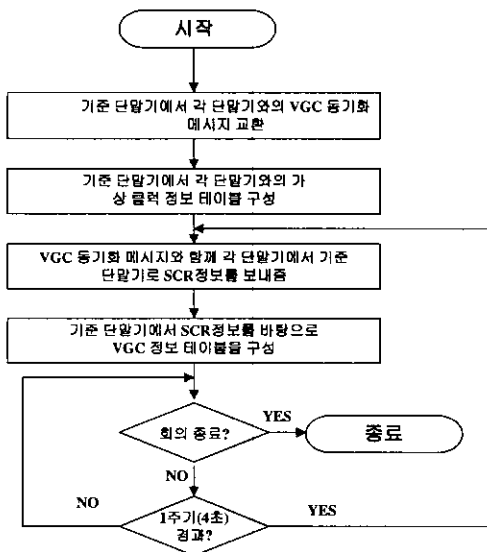 시작
기준 단말기에서 각 단말기와의 VGC 동기화
메시지 교환
기준 단말기에서 각 단말기와의 가
상 클럭 정보 테이블 구성
VGC 동기화 메시지와 함께 각 단말기에서 기준
단말기로 SCR정보를 보내줌
기준 단말기에서 SCR정보를 바탕으로
VGC 정보 테이블을 구성
회의 종료?
YES
종료
NO
1주기(4초)
경과?
NO
YES